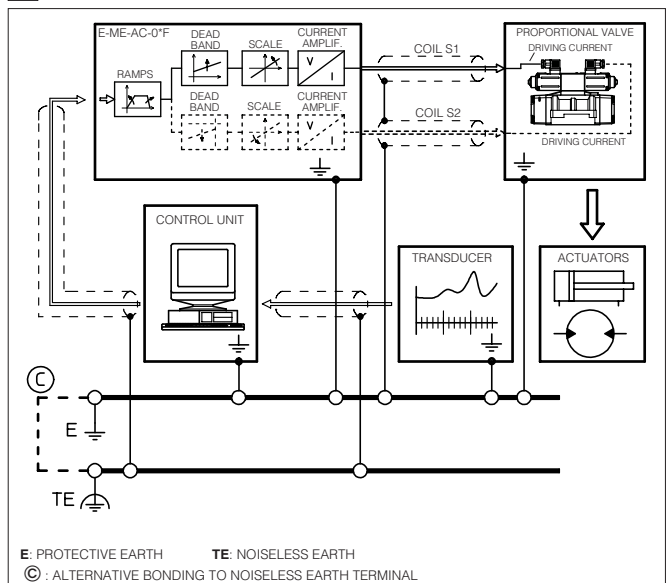 E-ME-AC-0*F
RAMPS
DEAD
BAND
SCALE
CURRENT
AMPLIF.
V
I
DEAD
BAND
SCALE
CURRENT
AMPLIF.
V
I
COIL S1
COIL S2
PROPORTIONAL VALVE
DRIVING CURRENT
DRIVING CURRENT
CONTROL UNIT
TRANSDUCER
ACTUATORS
C
E
TE
E: PROTECTIVE EARTH TE: NOISELESS EARTH
C : ALTERNATIVE BONDING TO NOISELESS EARTH TERMINAL